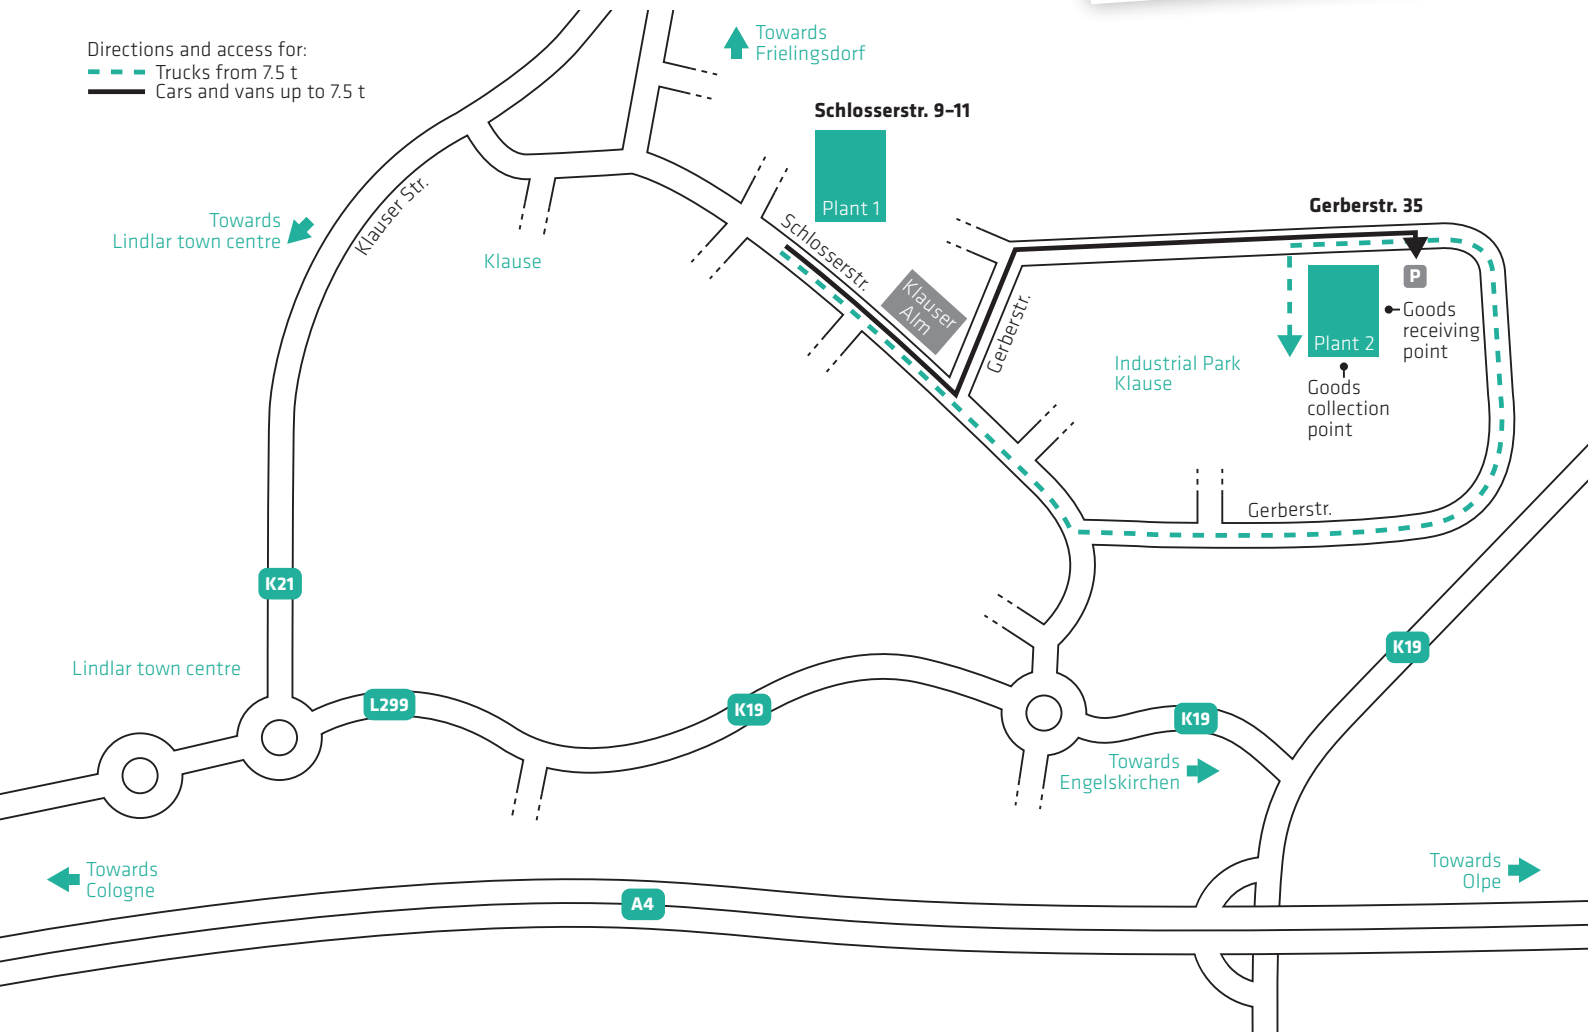 Directions and access for:
Trucks from 7.5 t
Cars and vans up to 7.5 t
Towards
Frielingsdorf
Schlosserstr. 9–11
Plant 1
Klauser Str.
Towards
Lindlar town centre
Klause
Schlosserstr.
Klauser
Alm
Gerberstr.
Gerberstr. 35
P
Plant 2
Goods
receiving
point
Goods
collection
point
Industrial Park
Klause
Gerberstr.
K21
Lindlar town centre
L299
K19
K19
K19
Towards
Engelskirchen
Towards
Cologne
A4
Towards
Olpe